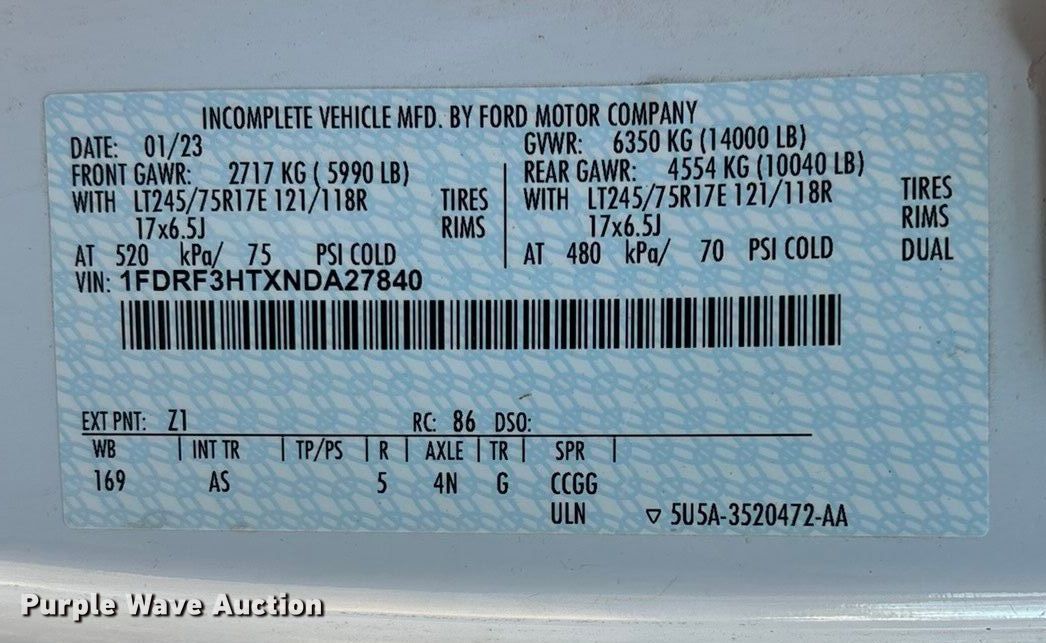 INCOMPLETE VEHICLE MFD. BY FORD MOTOR COMPANY
DATE: 01/23 GVWR: 6350 KG (14000 LB)
FRONT GAWR: 2717 KG ( 5990 LB) REAR GAWR: 4554 KG (10040 LB)
WITH LT245/75R17E 121/118R TIRES WITH LT245/75R17E 121/118R TIRES
17x6.5J RIMS 17x6.5J RIMS
AT 520 kPa/ 75 PSI COLD AT 480 kPa/ 70 PSI COLD DUAL
VIN: 1FDRF3HTXNDA27840
EXT PNT: Z1 RC: 86 DSO:
WB INT TR TP/PS R AXLE TR SPR
169 AS 5 4N G CCGG
ULN ▽ 5U5A-3520472-AA
Purple Wave Auction